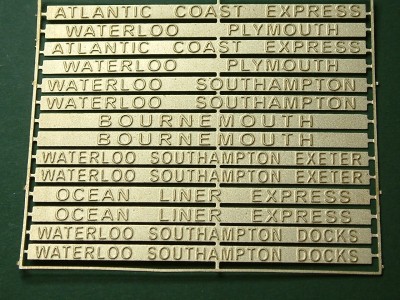 ATLANTIC COAST EXPRESS
WATERLOO PLYMOUTH
ATLANTIC COAST EXPRESS
WATERLOO PLYMOUTH
WATERLOO SOUTHAMPTON
WATERLOO SOUTHAMPTON
BOURNEMOUTH
BOURNEMOUTH
WATERLOO SOUTHAMPTON EXETER
WATERLOO SOUTHAMPTON EXETER
OCEAN LINER EXPRESS
OCEAN LINER EXPRESS
WATERLOO SOUTHAMPTON DOCKS
WATERLOO SOUTHAMPTON DOCKS